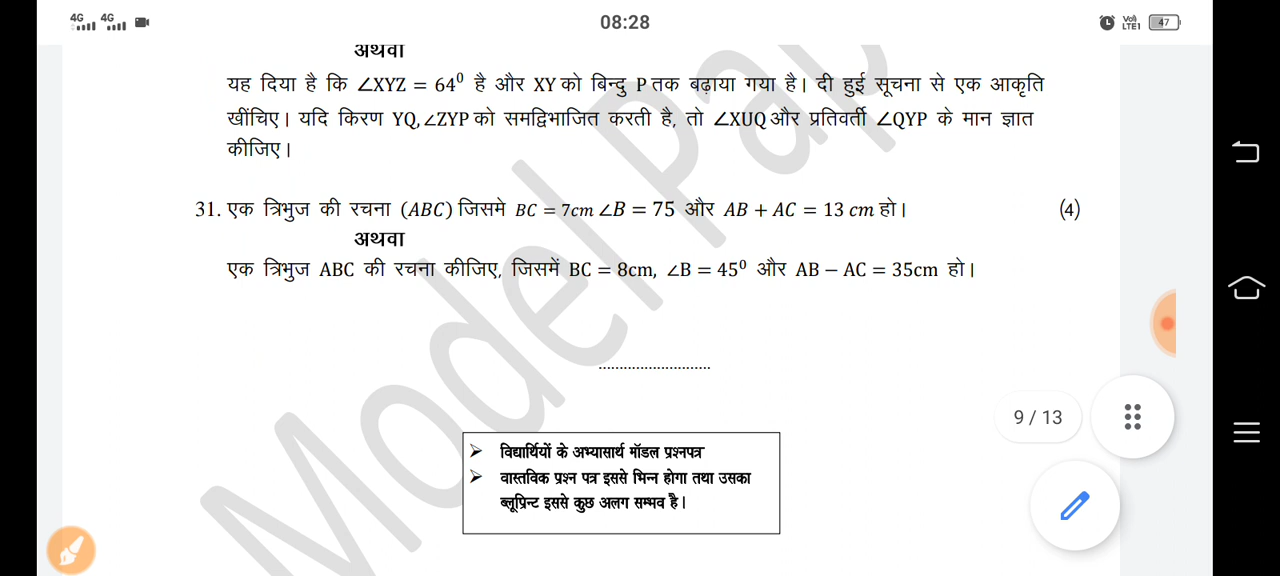 4G 4G 08:28 Vo) LTE1 47
अथवा
यह दिया है कि ∠XYZ = 64⁰ है और XY को बिन्दु P तक बढ़ाया गया है। दी हुई सूचना से एक आकृति
खींचिए। यदि किरण YQ, ∠ZYP को समद्विभाजित करती है, तो ∠XUQ और प्रतिवर्ती ∠QYP के मान ज्ञात
कीजिए।
31. एक त्रिभुज की रचना (ABC) जिसमे BC = 7cm ∠B = 75 और AB + AC = 13 cm हो। (4)
अथवा
एक त्रिभुज ABC की रचना कीजिए, जिसमें BC = 8cm, ∠B = 45⁰ और AB – AC = 35cm हो।
...........................
9 / 13
➢ विद्यार्थियों के अभ्यासार्थ मॉडल प्रश्नपत्र
➢ वास्तविक प्रश्न पत्र इससे भिन्न होगा तथा उसका
ब्लूप्रिन्ट इससे कुछ अलग सम्भव है।
Model Pap